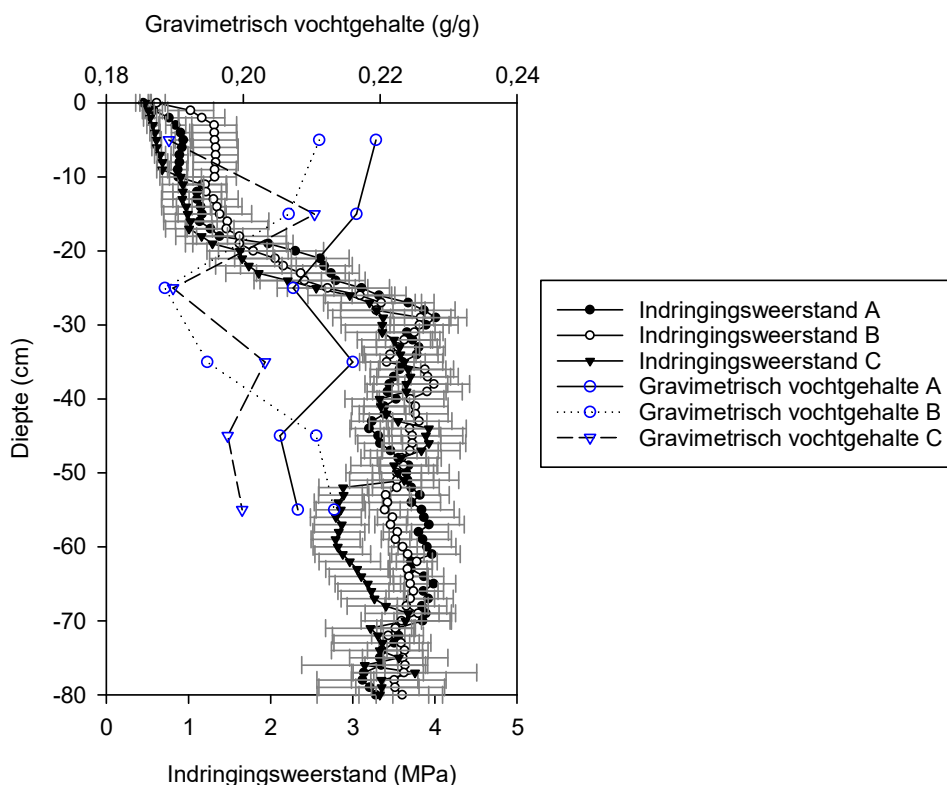 Gravimetrisch vochtgehalte (g/g)
0,18 0,20 0,22 0,24
0
-10
-20
-30
-40
-50
-60
-70
-80
Diepte (cm)
0 1 2 3 4 5
Indringingsweerstand (MPa)
Indringingsweerstand A
Indringingsweerstand B
Indringingsweerstand C
Gravimetrisch vochtgehalte A
Gravimetrisch vochtgehalte B
Gravimetrisch vochtgehalte C